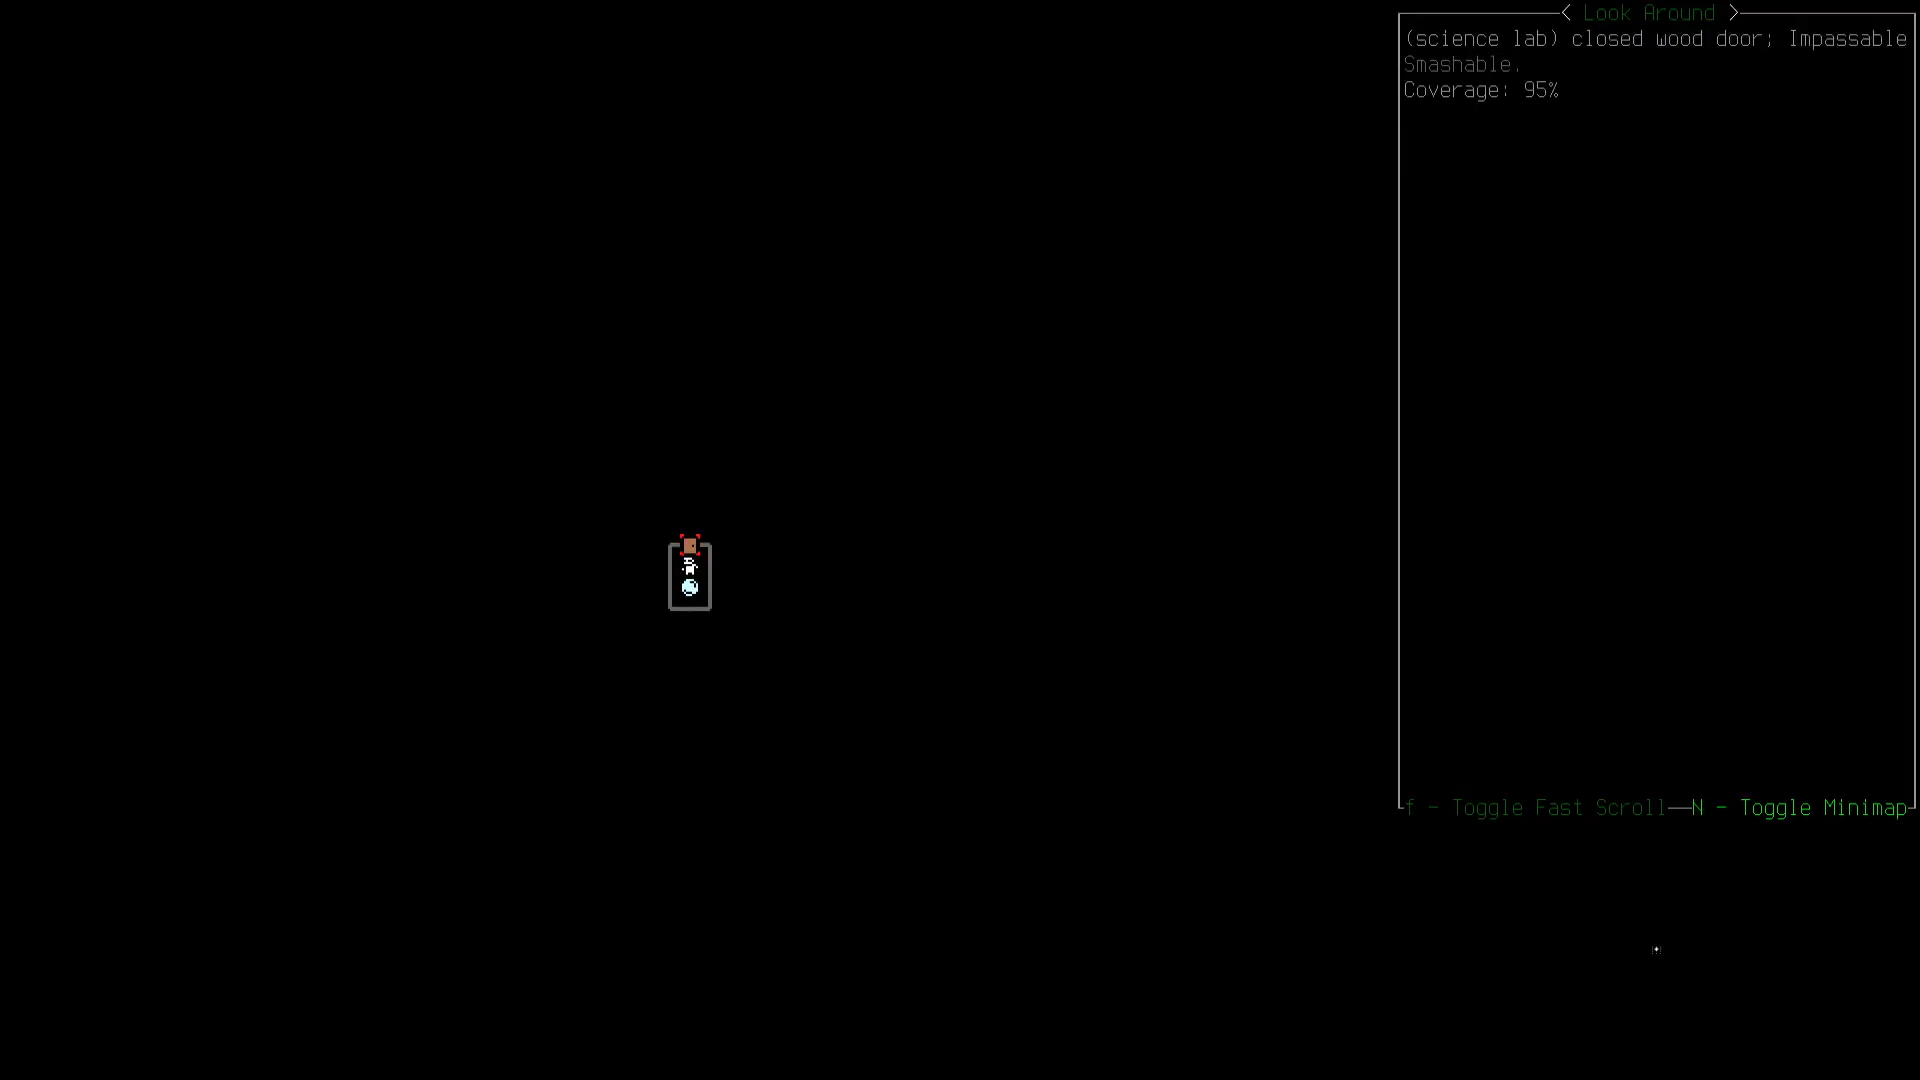 < Look Around >
(science lab) closed wood door; Impassable
Smashable.
Coverage: 95%
f - Toggle Fast Scroll
N - Toggle Minimap